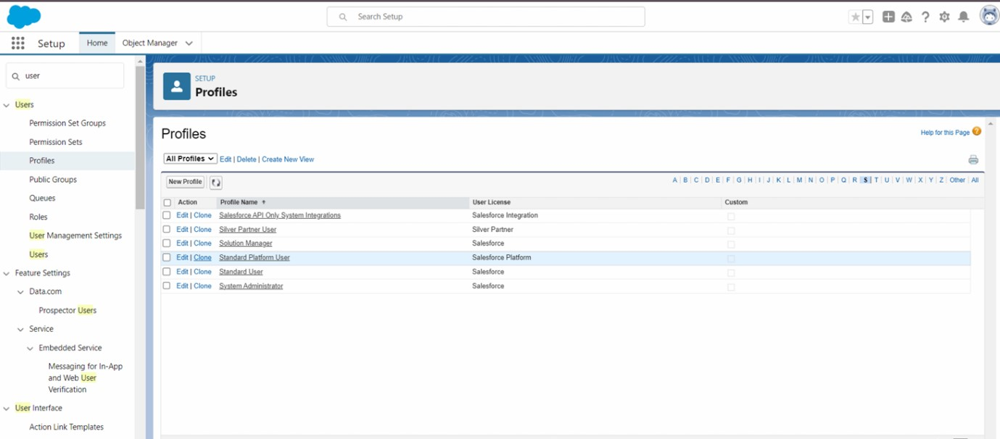 Search Setup
Setup
Home
Object Manager
user
Users
Permission Set Groups
Permission Sets
Profiles
Public Groups
Queues
Roles
User Management Settings
Users
Feature Settings
Data.com
Prospector Users
Service
Embedded Service
Messaging for In-App
and Web User
Verification
User Interface
Action Link Templates
SETUP
Profiles
Profiles
Help for this Page ?
All Profiles Edit | Delete | Create New View
New Profile
A | B | C | D | E | F | G | H | I | J | K | L | M | N | O | P | Q | R | S | T | U | V | W | X | Y | Z | Other | All
Action Profile Name ↑ User License Custom
Edit | Clone Salesforce API Only System Integrations Salesforce Integration
Edit | Clone Silver Partner User Silver Partner
Edit | Clone Solution Manager Salesforce
Edit | Clone Standard Platform User Salesforce Platform
Edit | Clone Standard User Salesforce
Edit | Clone System Administrator Salesforce